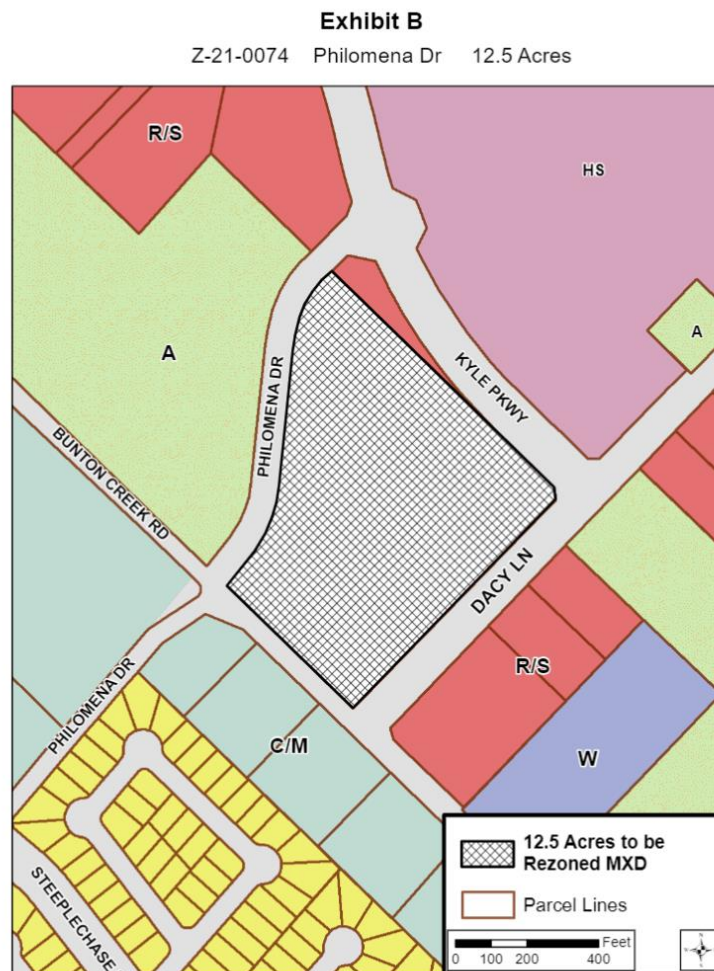 Exhibit B
Z-21-0074 Philomena Dr 12.5 Acres
R/S
HS
A
A
KYLE PKWY
PHILOMENA DR
BUNTON CREEK RD
DACY LN
R/S
PHILOMENA DR
C/M
W
STEEPLECHASE
12.5 Acres to be
Rezoned MXD
Parcel Lines
Feet
0 100 200 400